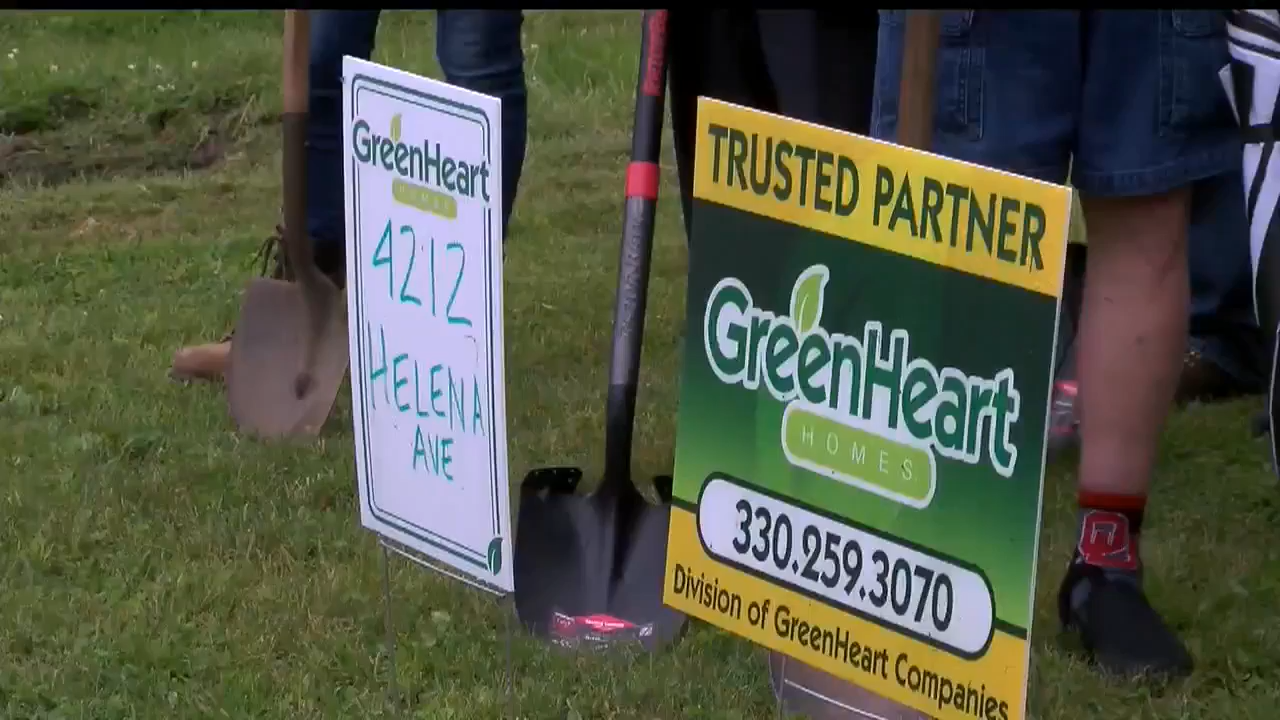 GreenHeart
HOMES
4212
HELENA
AVE
TRUSTED PARTNER
GreenHeart
HOMES
330.259.3070
Division of GreenHeart Companies